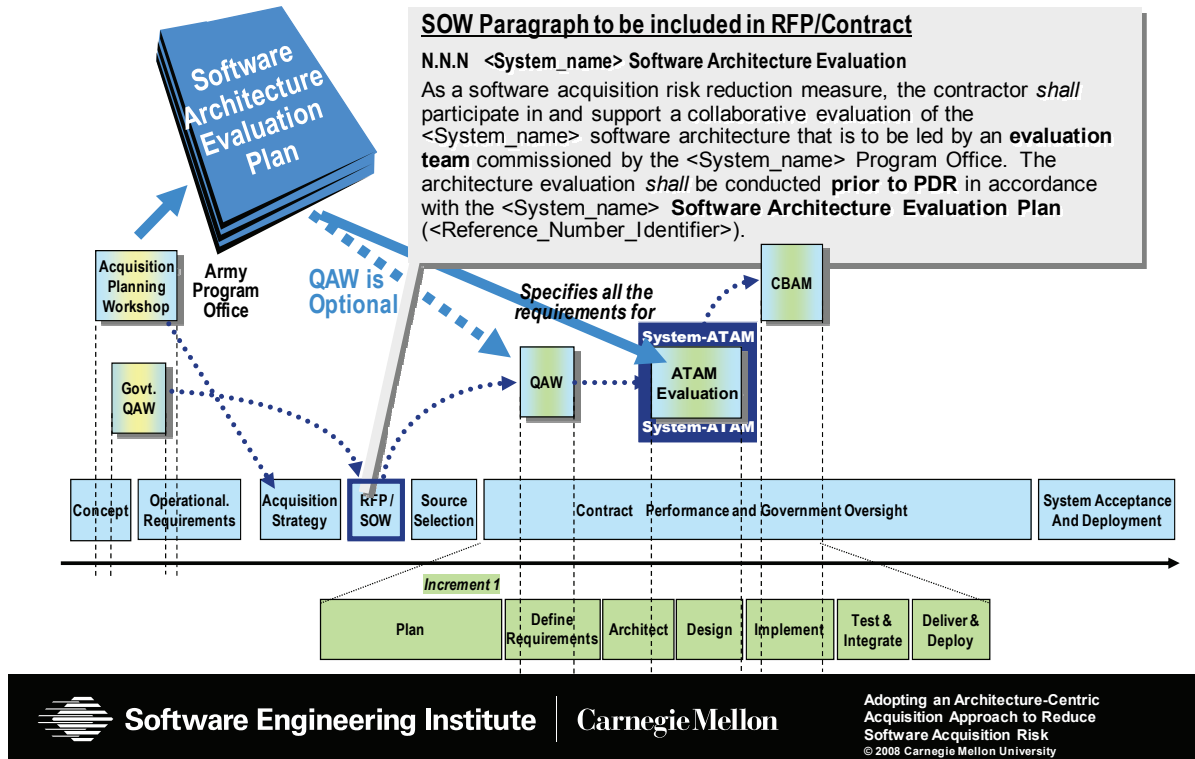 Software
Architecture
Evaluation
Plan
SOW Paragraph to be included in RFP/Contract
N.N.N <System_name> Software Architecture Evaluation
As a software acquisition risk reduction measure, the contractor shall
participate in and support a collaborative evaluation of the
<System_name> software architecture that is to be led by an evaluation
team commissioned by the <System_name> Program Office. The
architecture evaluation shall be conducted prior to PDR in accordance
with the <System_name> Software Architecture Evaluation Plan
(<Reference_Number_Identifier>).
Acquisition
Planning
Workshop
Army
Program
Office
QAW is
Optional
Specifies all the
requirements for
CBAM
Govt.
QAW
QAW
System-ATAM
ATAM
Evaluation
System-ATAM
Concept
Operational.
Requirements
Acquisition
Strategy
RFP /
SOW
Source
Selection
Contract Performance and Government Oversight
System Acceptance
And Deployment
Increment 1
Plan
Define
Requirements
Architect
Design
Implement
Test &
Integrate
Deliver &
Deploy
Software Engineering Institute
Carnegie Mellon
Adopting an Architecture-Centric
Acquisition Approach to Reduce
Software Acquisition Risk
© 2008 Carnegie Mellon University